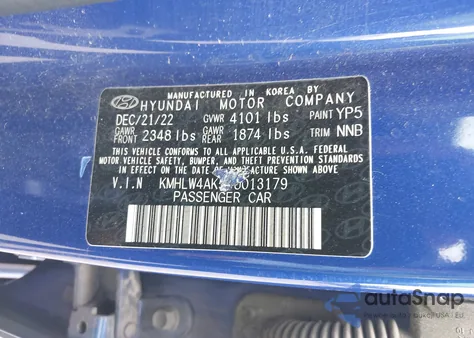 MANUFACTURED IN KOREA BY
HYUNDAI MOTOR COMPANY
DEC/21/22 GVWR 4101 lbs PAINT YP5
GAWR FRONT 2348 lbs GAWR REAR 1874 lbs TRIM NNB
THIS VEHICLE CONFORMS TO ALL APPLICABLE U.S.A. FEDERAL
MOTOR VEHICLE SAFETY, BUMPER, AND THEFT PREVENTION STANDARDS
IN EFFECT ON THE DATE OF MANUFACTURE SHOWN ABOVE.
V.I.N
PASSENGER CAR
autoSnap